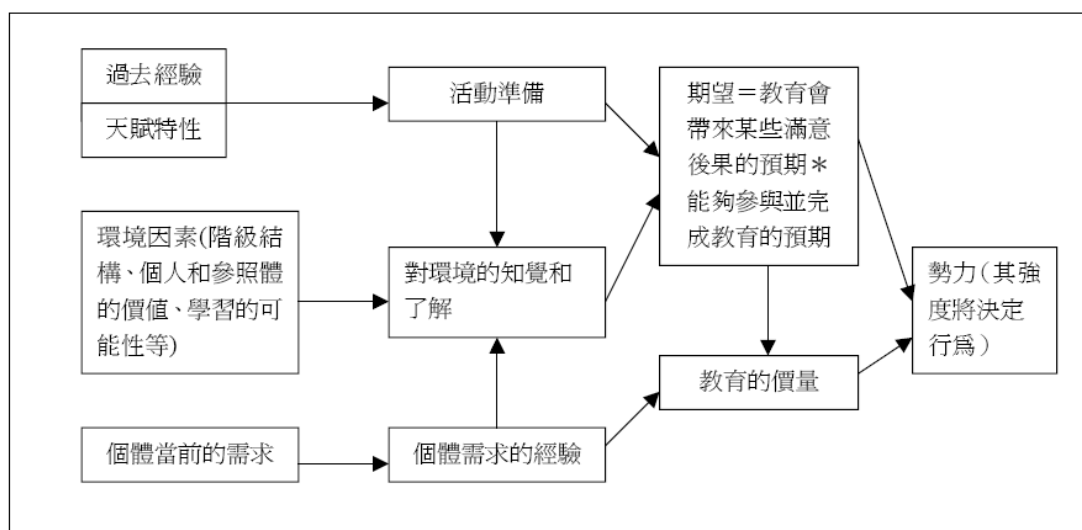 過去經驗
天賦特性
活動準備
期望＝教育會
帶來某些滿意
後果的預期＊
能夠參與並完
成教育的預期
環境因素(階級結
構、個人和參照體
的價值、學習的可
能性等)
對環境的知覺和
了解
勢力（其強
度將決定
行為）
教育的價量
個體當前的需求
個體需求的經驗